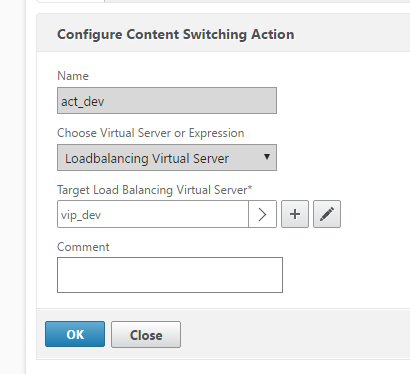 Configure Content Switching Action
Name
act_dev
Choose Virtual Server or Expression
Loadbalancing Virtual Server
Target Load Balancing Virtual Server*
vip_dev
Comment
OK Close